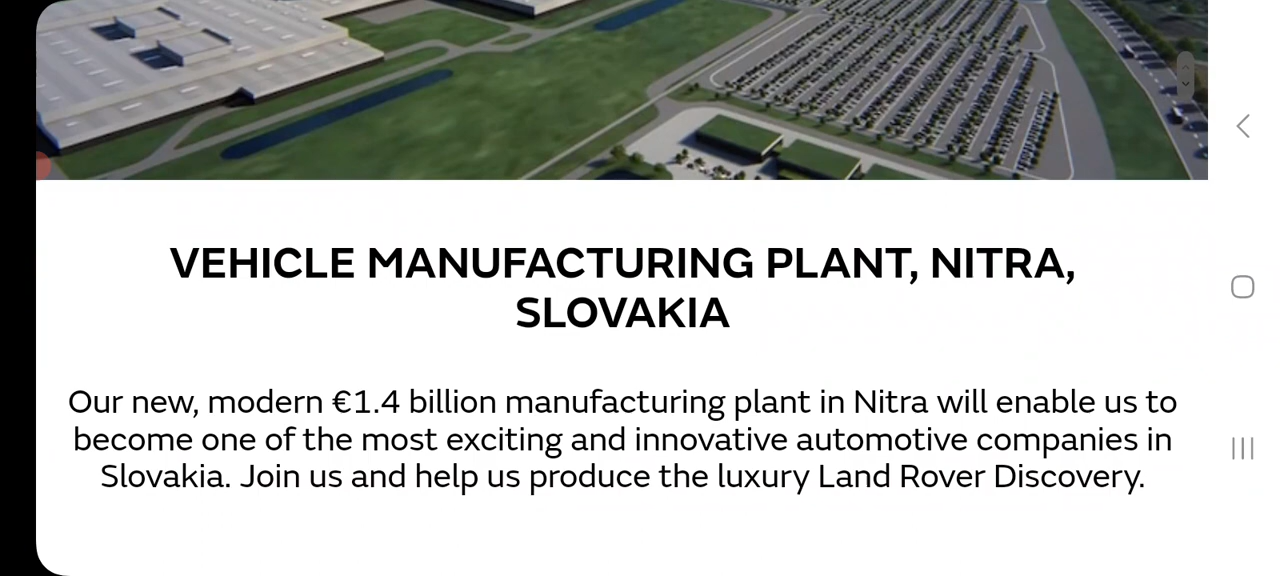 VEHICLE MANUFACTURING PLANT, NITRA,
SLOVAKIA
Our new, modern €1.4 billion manufacturing plant in Nitra will enable us to
become one of the most exciting and innovative automotive companies in
Slovakia. Join us and help us produce the luxury Land Rover Discovery.